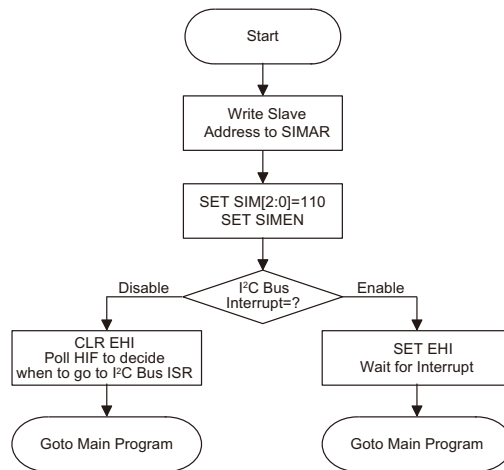 Start
Write Slave
Address to SIMAR
SET SIM[2:0]=110
SET SIMEN
I²C Bus
Interrupt=?
Disable
Enable
CLR EHI
Poll HIF to decide
when to go to I²C Bus ISR
SET EHI
Wait for Interrupt
Goto Main Program
Goto Main Program